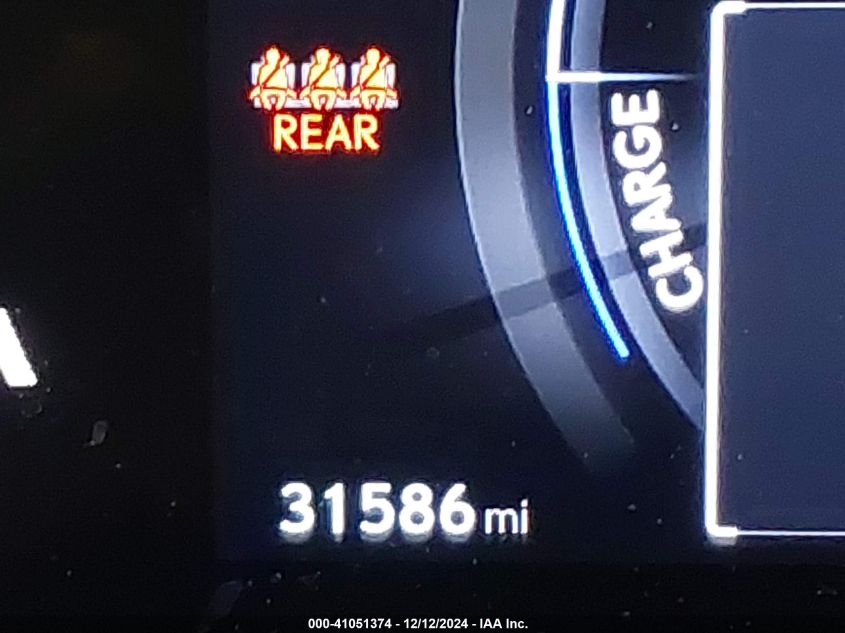 REAR
CHARGE
31586 mi
000-41051374 - 12/12/2024 - IAA Inc.